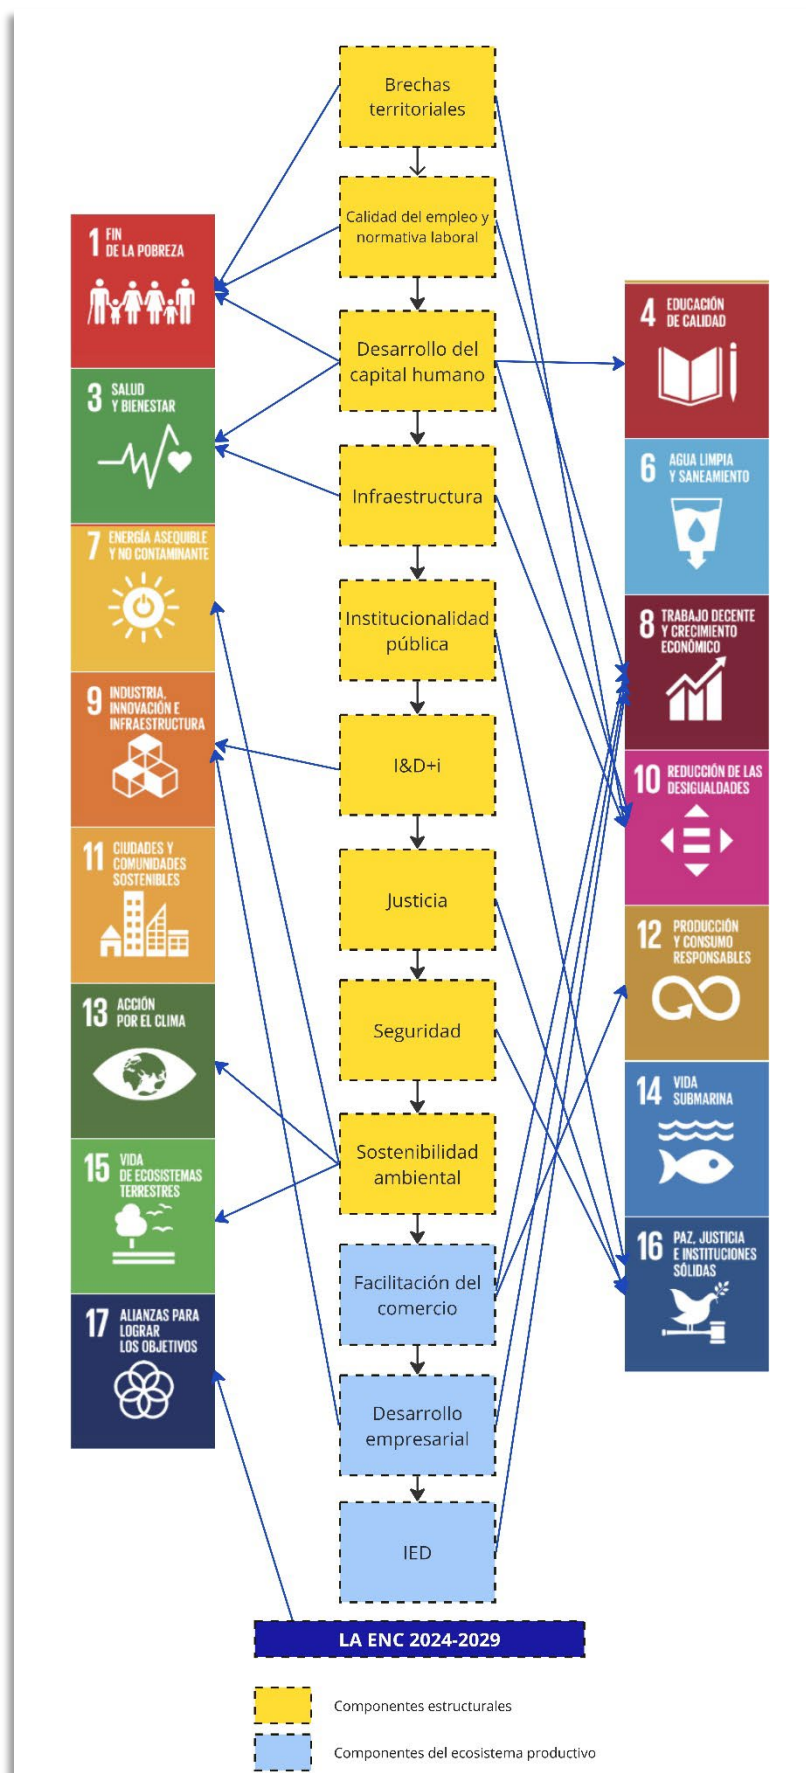 Brechas
territoriales
Calidad del empleo y
normativa laboral
Desarrollo del
capital humano
Infraestructura
Institucionalidad
pública
I&D+i
Justicia
Seguridad
Sostenibilidad
ambiental
Facilitación del
comercio
Desarrollo
empresarial
IED
1 FIN
DE LA POBREZA
3 SALUD
Y BIENESTAR
7 ENERGÍA ASEQUIBLE
Y NO CONTAMINANTE
9 INDUSTRIA,
INNOVACIÓN E
INFRAESTRUCTURA
11 CIUDADES Y
COMUNIDADES
SOSTENIBLES
13 ACCIÓN
POR EL CLIMA
15 VIDA
DE ECOSISTEMAS
TERRESTRES
17 ALIANZAS PARA
LOGRAR
LOS OBJETIVOS
4 EDUCACIÓN
DE CALIDAD
6 AGUA LIMPIA
Y SANEAMIENTO
8 TRABAJO DECENTE
Y CRECIMIENTO
ECONÓMICO
10 REDUCCIÓN DE LAS
DESIGUALDADES
12 PRODUCCIÓN
Y CONSUMO
RESPONSABLES
14 VIDA
SUBMARINA
16 PAZ, JUSTICIA
E INSTITUCIONES
SÓLIDAS
LA ENC 2024-2029
Componentes estructurales
Componentes del ecosistema productivo